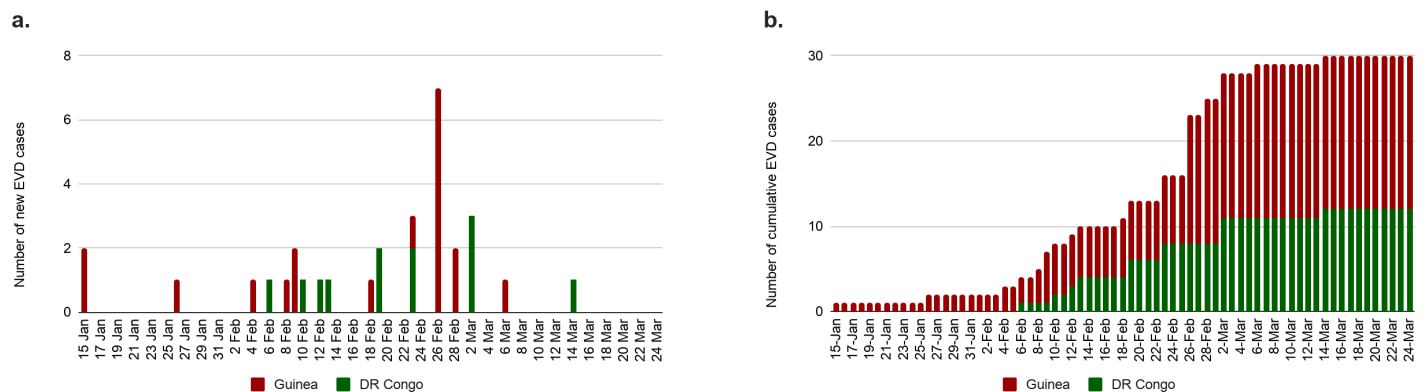 a.
Number of new EVD cases
8
6
4
2
0
15 Jan
17 Jan
19 Jan
21 Jan
23 Jan
25 Jan
27 Jan
29 Jan
31 Jan
2 Feb
4 Feb
6 Feb
8 Feb
10 Feb
12 Feb
14 Feb
16 Feb
18 Feb
20 Feb
22 Feb
24 Feb
26 Feb
28 Feb
2 Mar
4 Mar
6 Mar
8 Mar
10 Mar
12 Mar
14 Mar
16 Mar
18 Mar
20 Mar
22 Mar
24 Mar
Guinea
DR Congo
b.
Number of cumulative EVD cases
30
20
10
0
15-Jan
17-Jan
19-Jan
21-Jan
23-Jan
25-Jan
27-Jan
29-Jan
31-Jan
2-Feb
4-Feb
6-Feb
8-Feb
10-Feb
12-Feb
14-Feb
16-Feb
18-Feb
20-Feb
22-Feb
24-Feb
26-Feb
28-Feb
2-Mar
4-Mar
6-Mar
8-Mar
10-Mar
12-Mar
14-Mar
16-Mar
18-Mar
20-Mar
22-Mar
24-Mar
Guinea
DR Congo